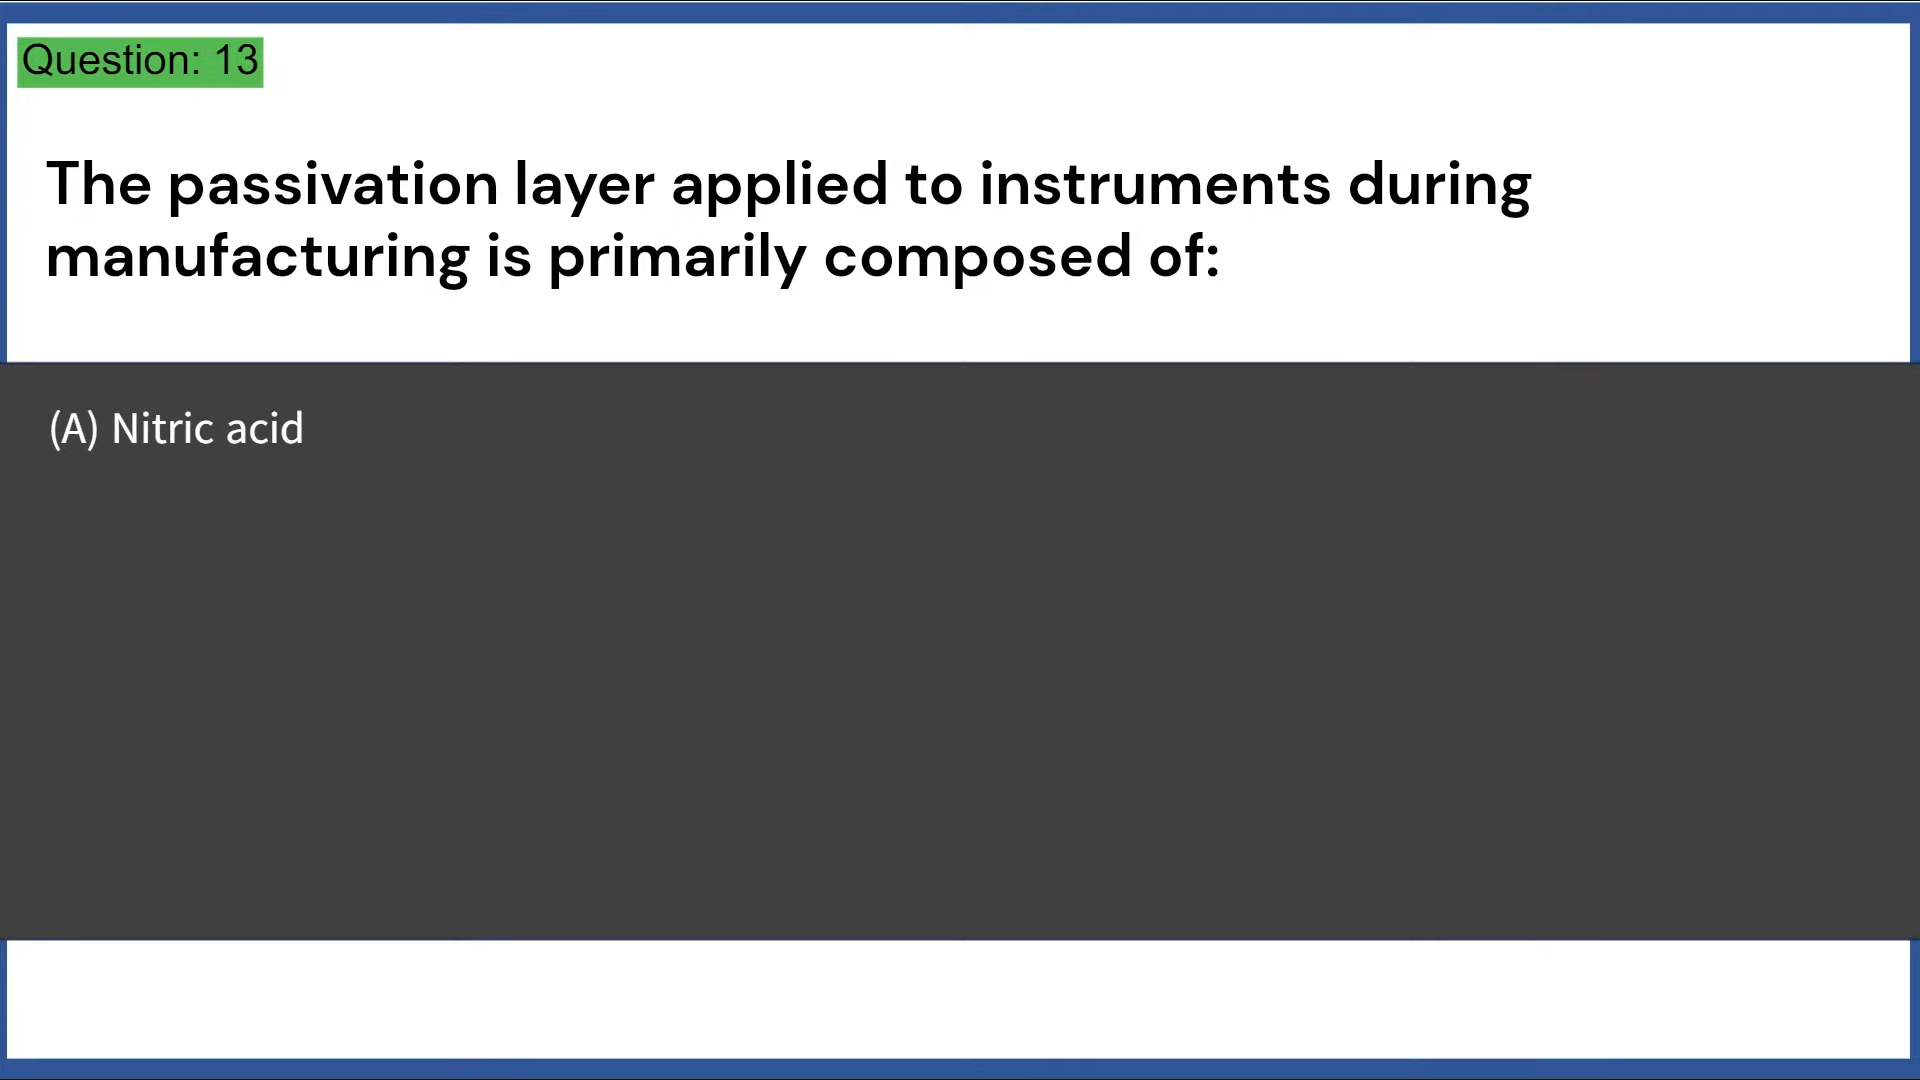 Question: 13
The passivation layer applied to instruments during
manufacturing is primarily composed of:
(A) Nitric acid